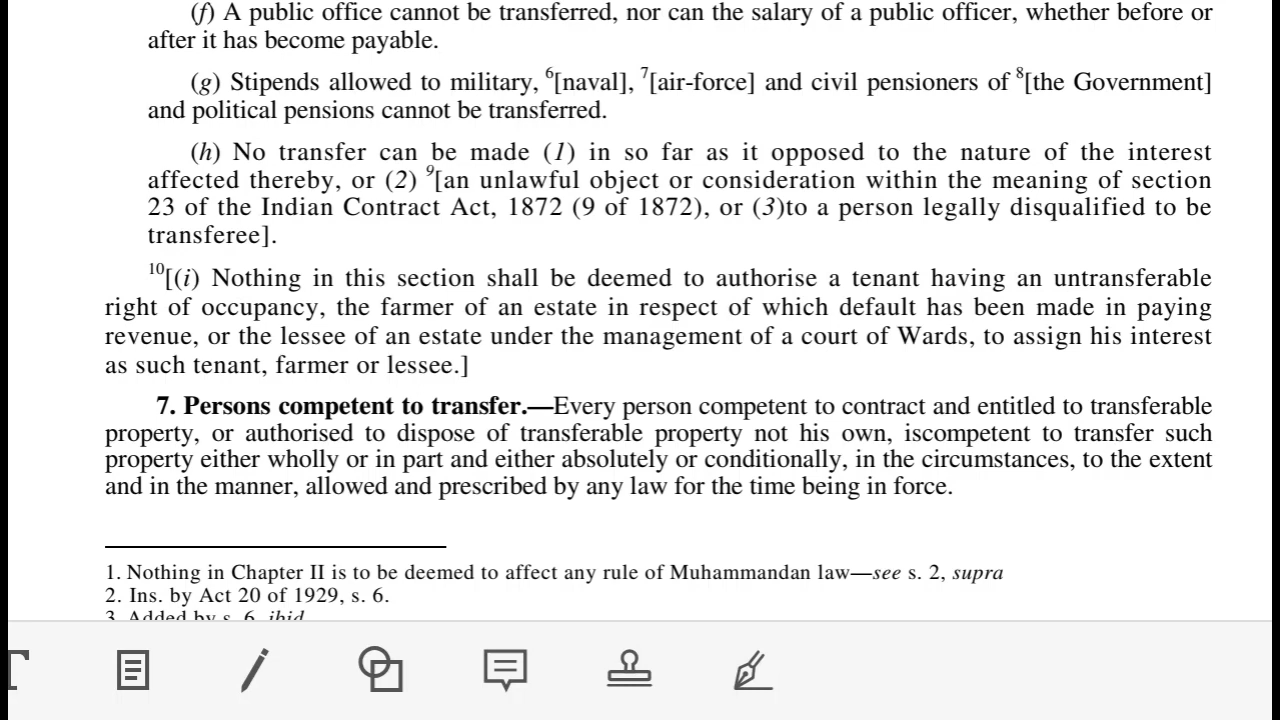 (f) A public office cannot be transferred, nor can the salary of a public officer, whether before or
after it has become payable.
(g) Stipends allowed to military, 6[naval], 7[air-force] and civil pensioners of 8[the Government]
and political pensions cannot be transferred.
(h) No transfer can be made (1) in so far as it opposed to the nature of the interest
affected thereby, or (2) 9[an unlawful object or consideration within the meaning of section
23 of the Indian Contract Act, 1872 (9 of 1872), or (3)to a person legally disqualified to be
transferee].
10[(i) Nothing in this section shall be deemed to authorise a tenant having an untransferable
right of occupancy, the farmer of an estate in respect of which default has been made in paying
revenue, or the lessee of an estate under the management of a court of Wards, to assign his interest
as such tenant, farmer or lessee.]
7. Persons competent to transfer.—Every person competent to contract and entitled to transferable
property, or authorised to dispose of transferable property not his own, iscompetent to transfer such
property either wholly or in part and either absolutely or conditionally, in the circumstances, to the extent
and in the manner, allowed and prescribed by any law for the time being in force.
1. Nothing in Chapter II is to be deemed to affect any rule of Muhammandan law—see s. 2, supra
2. Ins. by Act 20 of 1929, s. 6.
3. Added by s. 6, ibid
T